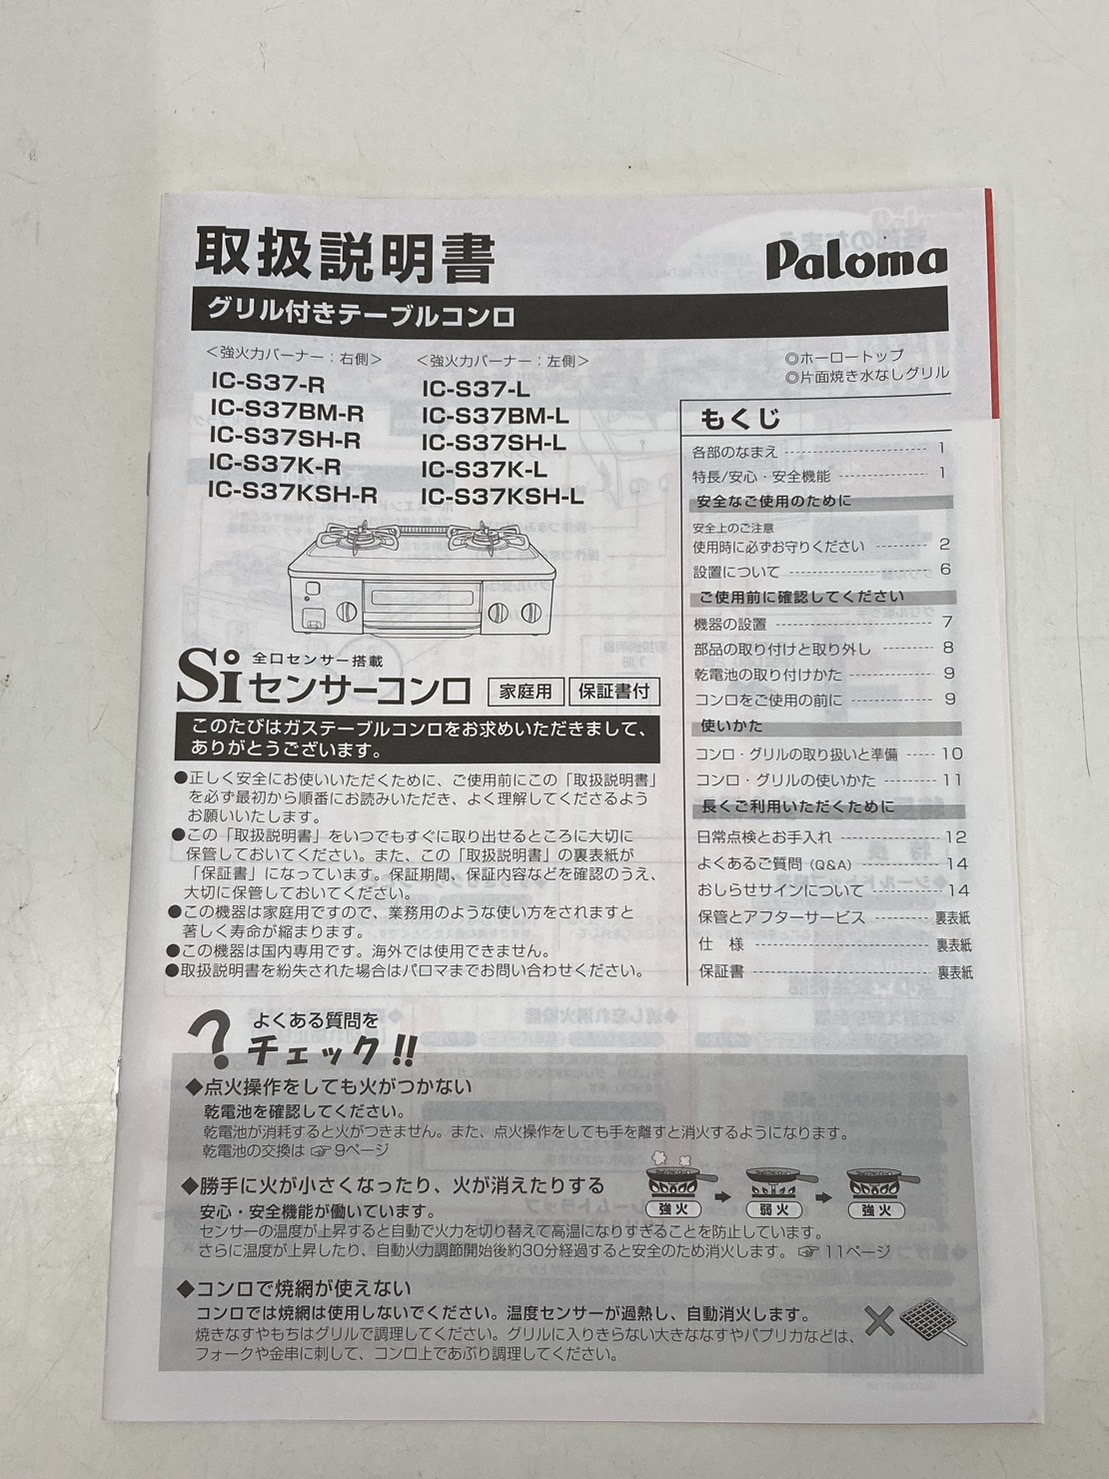 取扱説明書
Paloma
グリル付きテーブルコンロ
＜強火力バーナー：右側＞ ＜強火力バーナー：左側＞
IC-S37-R IC-S37-L
IC-S37BM-R IC-S37BM-L
IC-S37SH-R IC-S37SH-L
IC-S37K-R IC-S37K-L
IC-S37KSH-R IC-S37KSH-L
◎ホーロートップ
◎片面焼き水なしグリル
Si 全口センサー搭載
センサーコンロ 家庭用 保証書付
このたびはガステーブルコンロをお求めいただきまして、
ありがとうございます。
●正しく安全にお使いいただくために、ご使用前にこの「取扱説明書」
を必ず最初から順番にお読みいただき、よく理解してくださるよう
お願いいたします。
●この「取扱説明書」をいつでもすぐに取り出せるところに大切に
保管しておいてください。また、この「取扱説明書」の裏表紙が
「保証書」になっています。保証期間、保証内容などを確認のうえ、
大切に保管しておいてください。
●この機器は家庭用ですので、業務用のような使い方をされますと
著しく寿命が縮まります。
●この機器は国内専用です。海外では使用できません。
●取扱説明書を紛失された場合はパロマまでお問い合わせください。
もくじ
各部のなまえ ---------- 1
特長/安心・安全機能 ---------- 1
安全なご使用のために
安全上のご注意
使用時に必ずお守りください ---------- 2
設置について ---------- 6
ご使用前に確認してください
機器の設置 ---------- 7
部品の取り付けと取り外し ---------- 8
乾電池の取り付けかた ---------- 9
コンロをご使用の前に ---------- 9
使いかた
コンロ・グリルの取り扱いと準備 ----- 10
コンロ・グリルの使いかた ---------- 11
長くご利用いただくために
日常点検とお手入れ ---------- 12
よくあるご質問（Q&A） ---------- 14
おしらせサインについて ---------- 14
保管とアフターサービス ---------- 裏表紙
仕　様 ---------- 裏表紙
保証書 ---------- 裏表紙
? よくある質問を
チェック!!
◆点火操作をしても火がつかない
乾電池を確認してください。
乾電池が消耗すると火がつきません。また、点火操作をしても手を離すと消火するようになります。
乾電池の交換は ☞9ページ
◆勝手に火が小さくなったり、火が消えたりする
安心・安全機能が働いています。
センサーの温度が上昇すると自動で火力を切り替えて高温になりすぎることを防止しています。
さらに温度が上昇したり、自動火力調節開始後約30分経過すると安全のため消火します。 ☞11ページ
強火 ➡ 弱火 ➡ 強火
◆コンロで焼網が使えない
コンロでは焼網は使用しないでください。温度センサーが過熱し、自動消火します。
焼きなすやもちはグリルで調理してください。グリルに入りきらない大きななすやパプリカなどは、
フォークや金串に刺して、コンロ上であぶり調理してください。